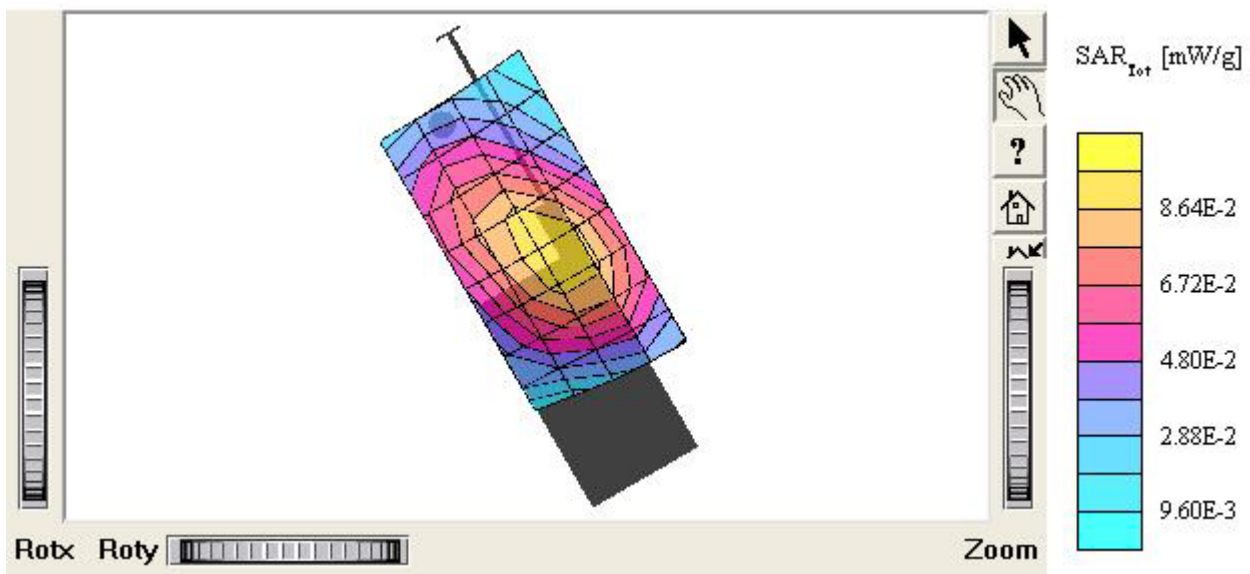 SAR_Tot [mW/g]
?
8.64E-2
6.72E-2
4.80E-2
2.88E-2
9.60E-3
Rotx Roty Zoom